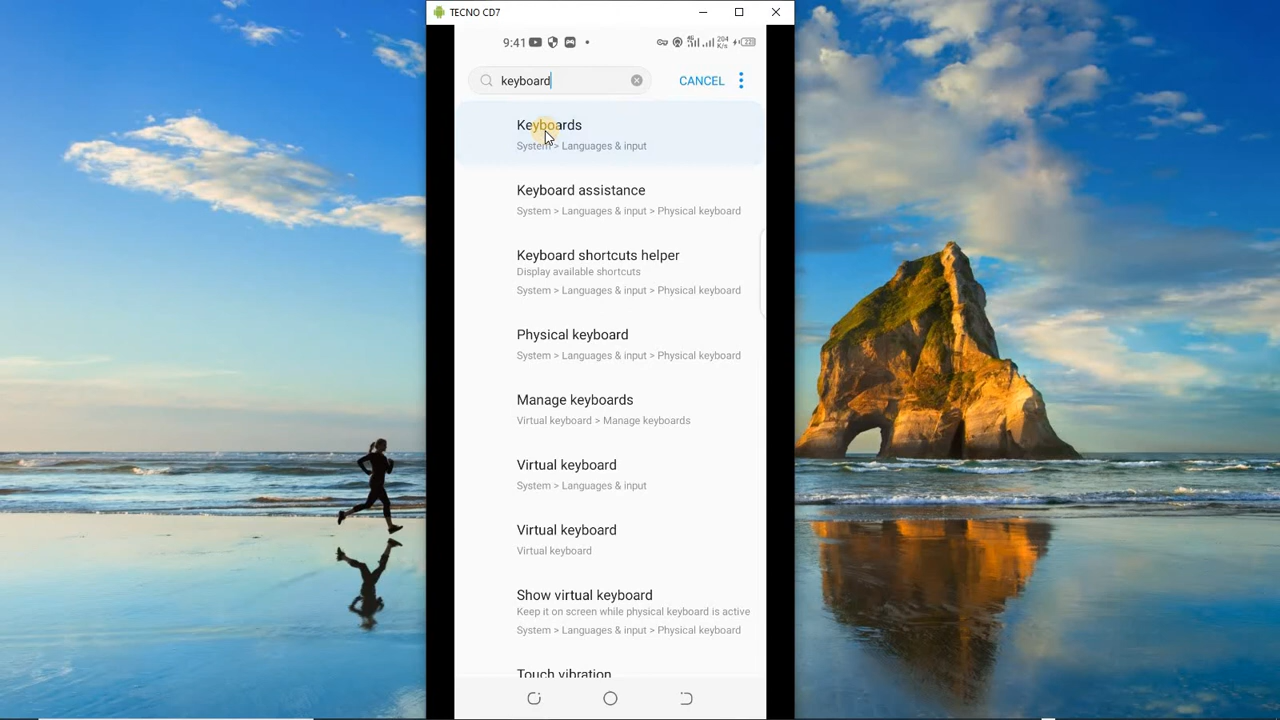 TECNO CD7
9:41
4G
204
K/s
22
keyboard
CANCEL
Keyboards
System > Languages & input
Keyboard assistance
System > Languages & input > Physical keyboard
Keyboard shortcuts helper
Display available shortcuts
System > Languages & input > Physical keyboard
Physical keyboard
System > Languages & input > Physical keyboard
Manage keyboards
Virtual keyboard > Manage keyboards
Virtual keyboard
System > Languages & input
Virtual keyboard
Virtual keyboard
Show virtual keyboard
Keep it on screen while physical keyboard is active
System > Languages & input > Physical keyboard
Touch vibration